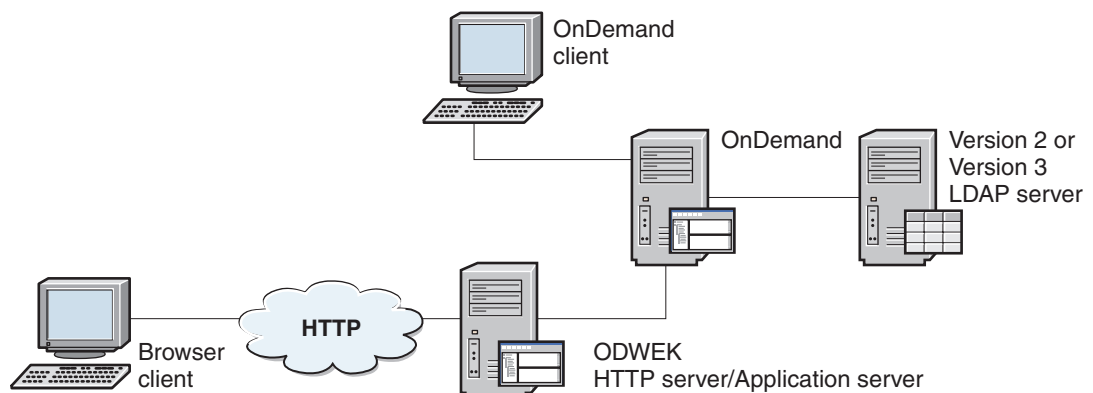 OnDemand
client
OnDemand
Version 2 or
Version 3
LDAP server
HTTP
Browser
client
ODWEK
HTTP server/Application server